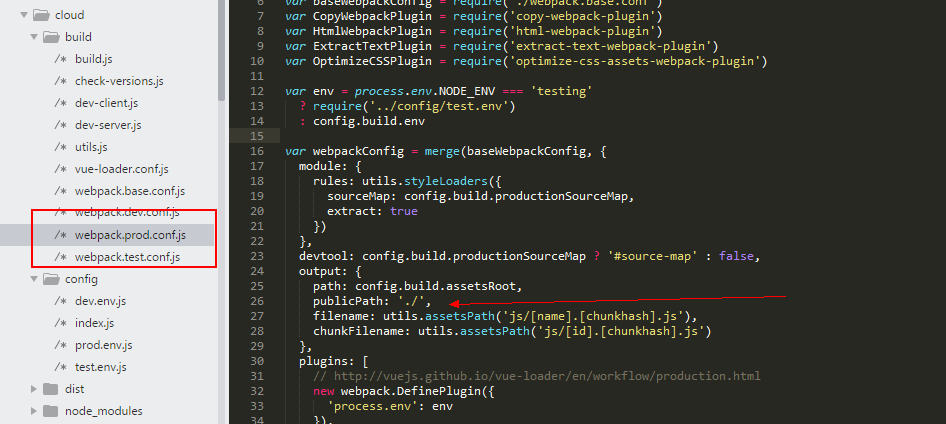 cloud
build
/* build.js
/* check-versions.js
/* dev-client.js
/* dev-server.js
/* utils.js
/* vue-loader.conf.js
/* webpack.base.conf.js
/* webpack.dev.conf.js
/* webpack.prod.conf.js
/* webpack.test.conf.js
config
/* dev.env.js
/* index.js
/* prod.env.js
/* test.env.js
dist
node_modules
6 var baseWebpackConfig = require('./webpack.base.conf')
7 var CopyWebpackPlugin = require('copy-webpack-plugin')
8 var HtmlWebpackPlugin = require('html-webpack-plugin')
9 var ExtractTextPlugin = require('extract-text-webpack-plugin')
10 var OptimizeCSSPlugin = require('optimize-css-assets-webpack-plugin')
11
12 var env = process.env.NODE_ENV === 'testing'
13 ? require('../config/test.env')
14 : config.build.env
15
16 var webpackConfig = merge(baseWebpackConfig, {
17 module: {
18 rules: utils.styleLoaders({
19 sourceMap: config.build.productionSourceMap,
20 extract: true
21 })
22 },
23 devtool: config.build.productionSourceMap ? '#source-map' : false,
24 output: {
25 path: config.build.assetsRoot,
26 publicPath: './',
27 filename: utils.assetsPath('js/[name].[chunkhash].js'),
28 chunkFilename: utils.assetsPath('js/[id].[chunkhash].js')
29 },
30 plugins: [
31 // http://vuejs.github.io/vue-loader/en/workflow/production.html
32 new webpack.DefinePlugin({
33 'process.env': env
34 }),